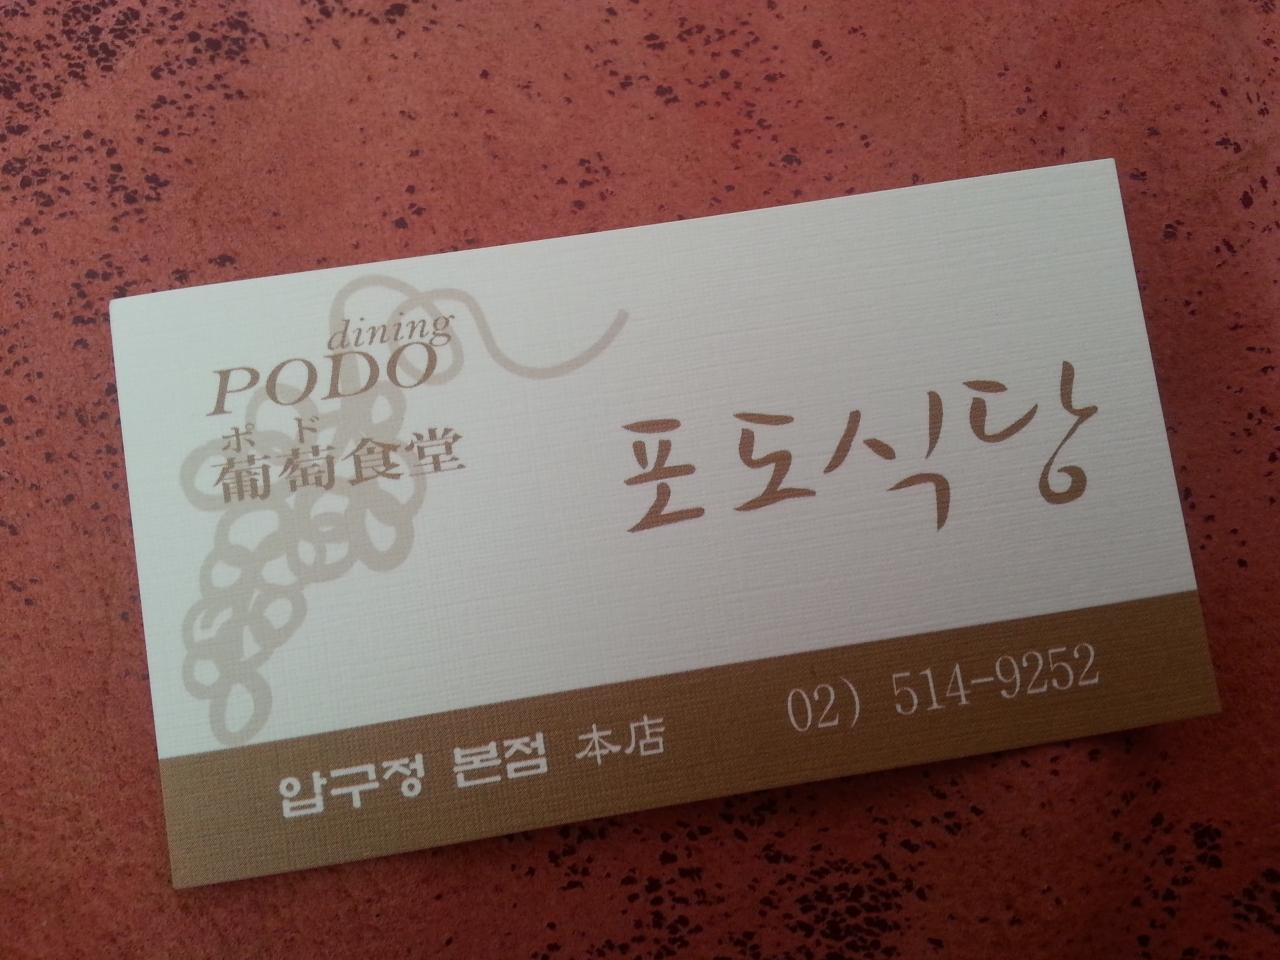 dining
PODO
ポド
葡萄食堂
포도식당
압구정 본점 本店
02) 514-9252